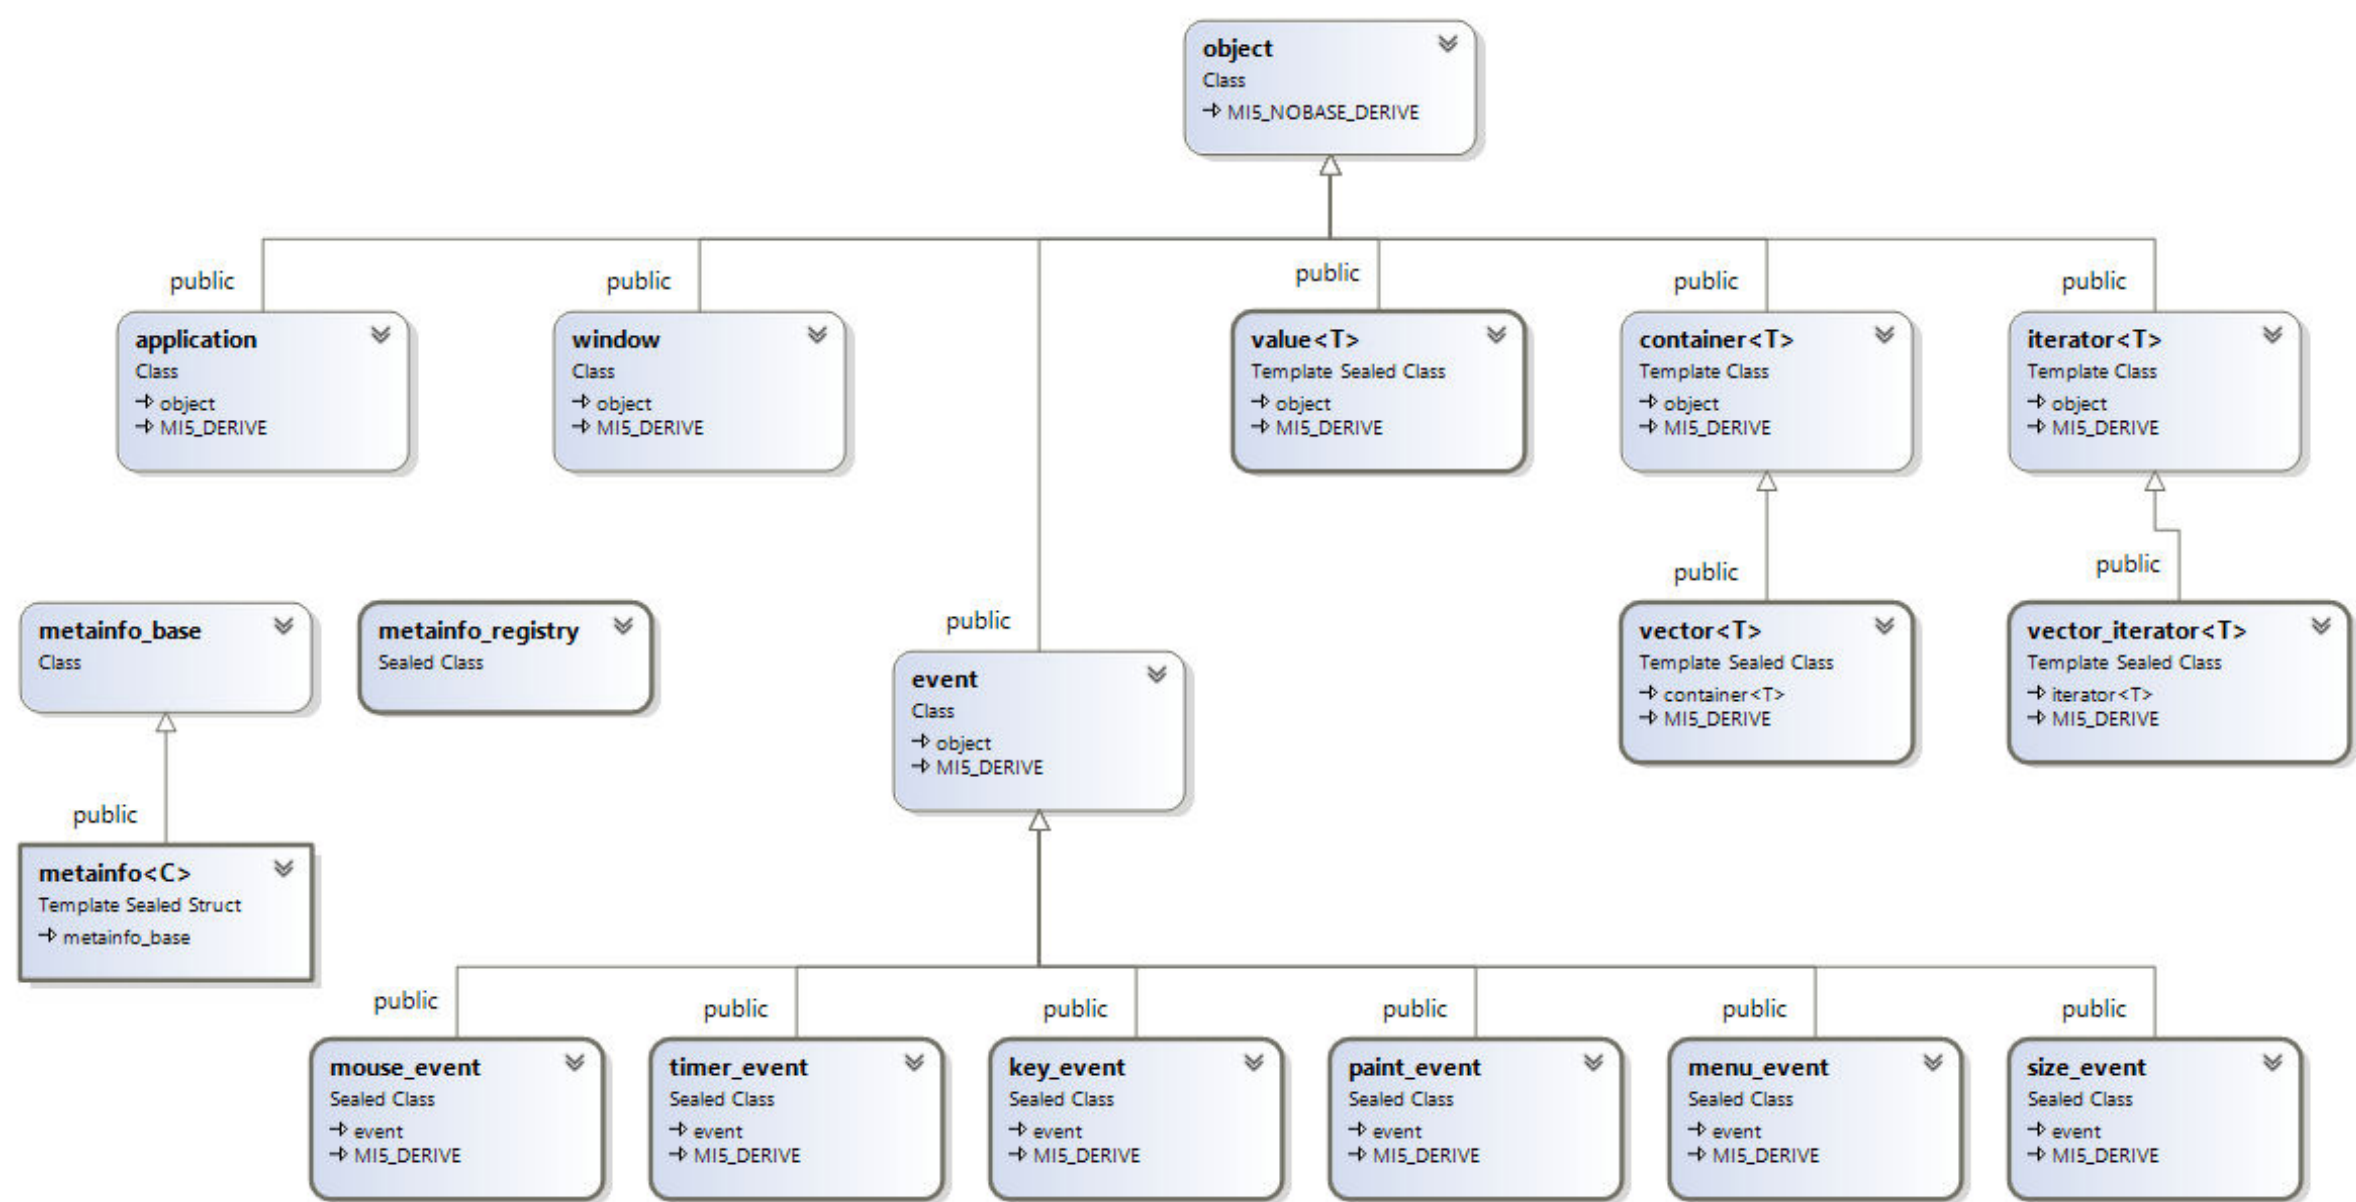 object
Class
MI5_NOBASE_DERIVE
public
public
public
public
public
application
Class
object
MI5_DERIVE
window
Class
object
MI5_DERIVE
value<T>
Template Sealed Class
object
MI5_DERIVE
container<T>
Template Class
object
MI5_DERIVE
iterator<T>
Template Class
object
MI5_DERIVE
public
public
public
metainfo_base
Class
metainfo_registry
Sealed Class
event
Class
object
MI5_DERIVE
vector<T>
Template Sealed Class
container<T>
MI5_DERIVE
vector_iterator<T>
Template Sealed Class
iterator<T>
MI5_DERIVE
public
metainfo<C>
Template Sealed Struct
metainfo_base
public
public
public
public
public
public
mouse_event
Sealed Class
event
MI5_DERIVE
timer_event
Sealed Class
event
MI5_DERIVE
key_event
Sealed Class
event
MI5_DERIVE
paint_event
Sealed Class
event
MI5_DERIVE
menu_event
Sealed Class
event
MI5_DERIVE
size_event
Sealed Class
event
MI5_DERIVE